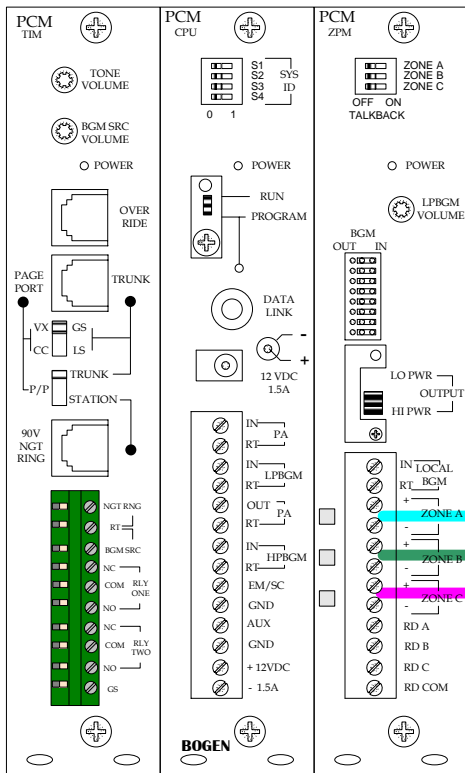 PCM
TIM
TONE
VOLUME
BGM SRC
VOLUME
POWER
OVER
RIDE
PAGE
PORT
TRUNK
VX
GS
CC
LS
TRUNK
P/P
STATION
90V
NGT
RING
NGT RNG
RT
BGM SRC
NC
COM
RLY
ONE
NO
NC
COM
RLY
TWO
NO
GS
PCM
CPU
S1
S2
S3
S4
SYS
ID
0 1
POWER
RUN
PROGRAM
DATA
LINK
-
+
12 VDC
1.5A
IN
RT
PA
IN
RT
LPBGM
OUT
RT
PA
IN
RT
HPBGM
EM/SC
GND
AUX
GND
+ 12VDC
- 1.5A
BOGEN
PCM
ZPM
ZONE A
ZONE B
ZONE C
OFF ON
TALKBACK
POWER
LPBGM
VOLUME
BGM
OUT IN
LO PWR
OUTPUT
HI PWR
IN
RT
LOCAL
BGM
+
ZONE A
-
+
ZONE B
-
+
ZONE C
-
RD A
RD B
RD C
RD COM